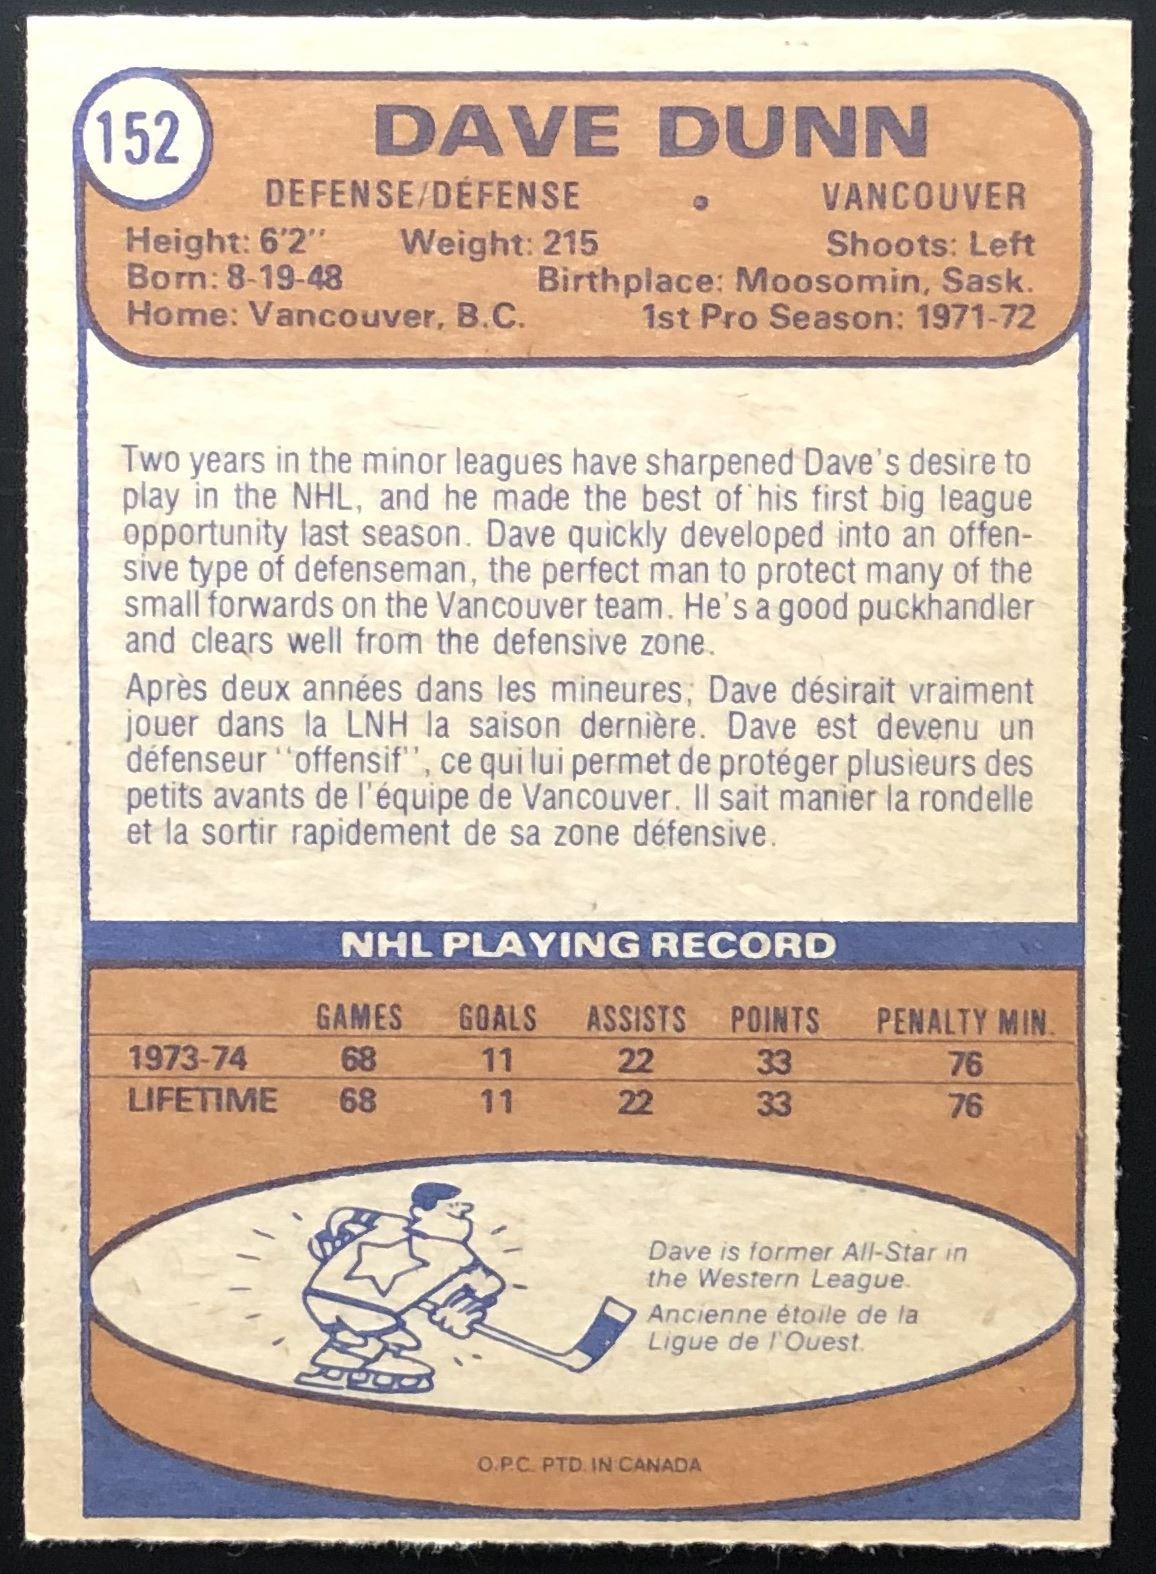 152
DAVE DUNN
DEFENSE/DÉFENSE • VANCOUVER
Height: 6'2" Weight: 215 Shoots: Left
Born: 8-19-48 Birthplace: Moosomin, Sask.
Home: Vancouver, B.C. 1st Pro Season: 1971-72
Two years in the minor leagues have sharpened Dave's desire to
play in the NHL, and he made the best of his first big league
opportunity last season. Dave quickly developed into an offen-
sive type of defenseman, the perfect man to protect many of the
small forwards on the Vancouver team. He's a good puckhandler
and clears well from the defensive zone.
Après deux années dans les mineures, Dave désirait vraiment
jouer dans la LNH la saison dernière. Dave est devenu un
défenseur "offensif", ce qui lui permet de protéger plusieurs des
petits avants de l'équipe de Vancouver. Il sait manier la rondelle
et la sortir rapidement de sa zone défensive.
NHL PLAYING RECORD
GAMES GOALS ASSISTS POINTS PENALTY MIN.
1973-74 68 11 22 33 76
LIFETIME 68 11 22 33 76
Dave is former All-Star in
the Western League.
Ancienne étoile de la
Ligue de l'Ouest.
O.P.C. PTD. IN CANADA